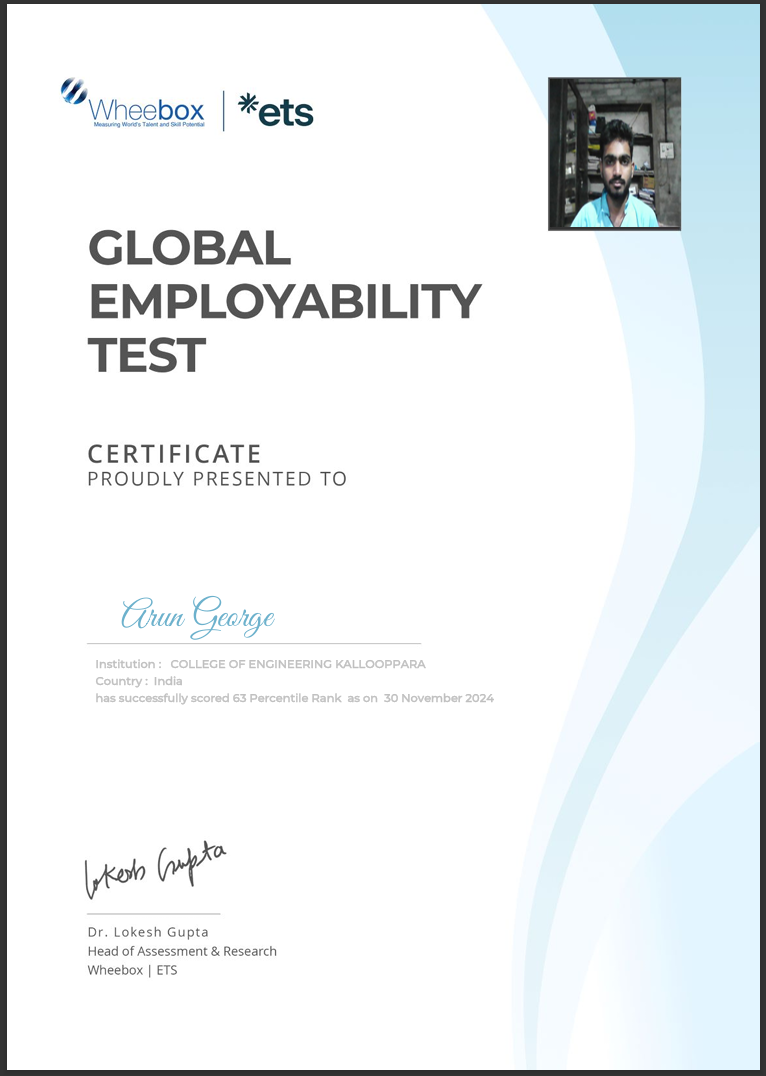 Wheebox
Measuring World's Talent and Skill Potential
*ets
GLOBAL
EMPLOYABILITY
TEST
CERTIFICATE
PROUDLY PRESENTED TO
Arun George
Institution : COLLEGE OF ENGINEERING KALLOOPPARA
Country : India
has successfully scored 63 Percentile Rank as on 30 November 2024
Lokesh Gupta
Dr. Lokesh Gupta
Head of Assessment & Research
Wheebox | ETS